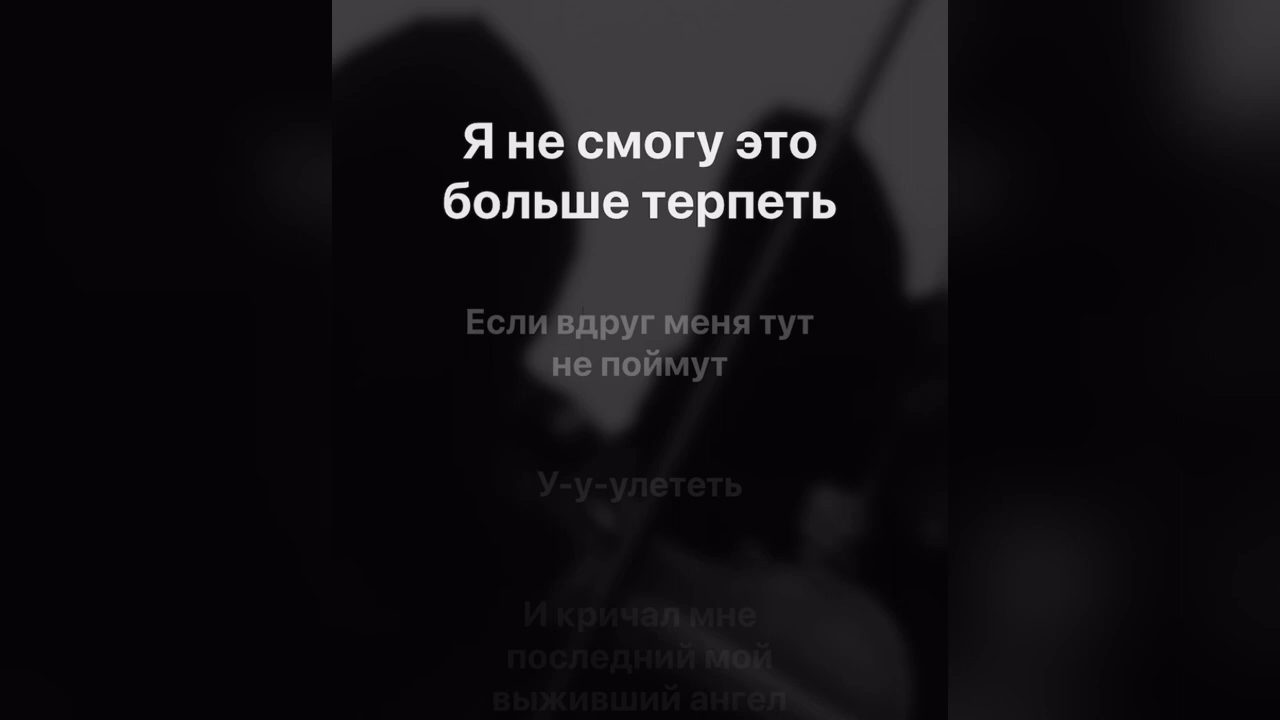 Я не смогу это
больше терпеть
Если вдруг меня тут
не поймут
У-у-улететь
И кричал мне
последний мой
выживший ангел